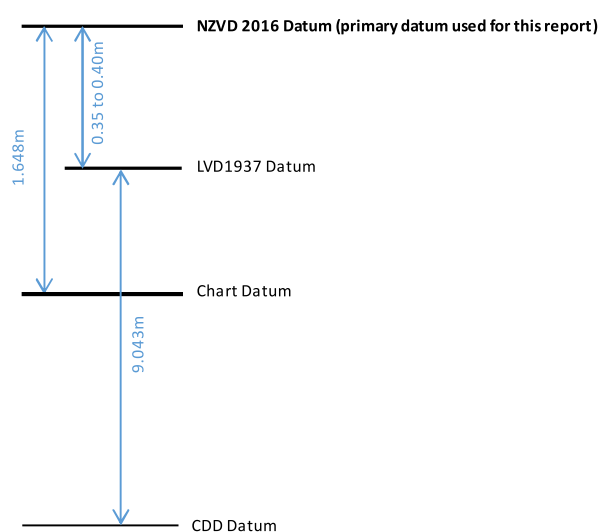 NZVD 2016 Datum (primary datum used for this report)
0.35 to 0.40m
1.648m
LVD1937 Datum
Chart Datum
9.043m
CDD Datum